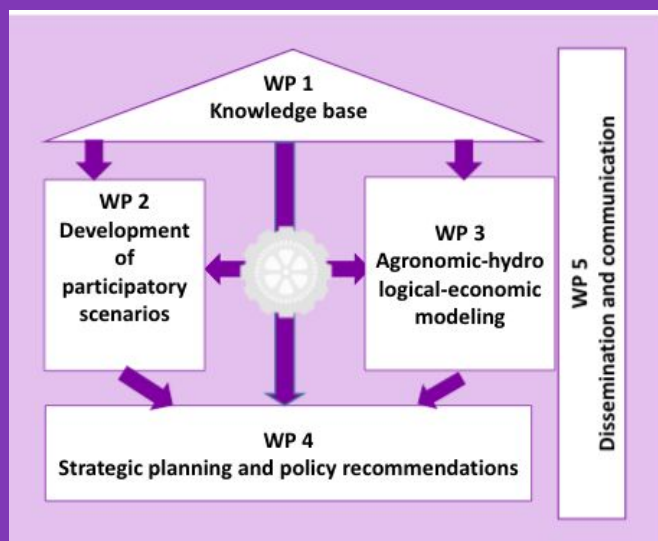 WP 1
Knowledge base
WP 2
Development
of
participatory
scenarios
WP 3
Agronomic-hydro
logical-economic
modeling
WP 4
Strategic planning and policy recommendations
WP 5
Dissemination and communication